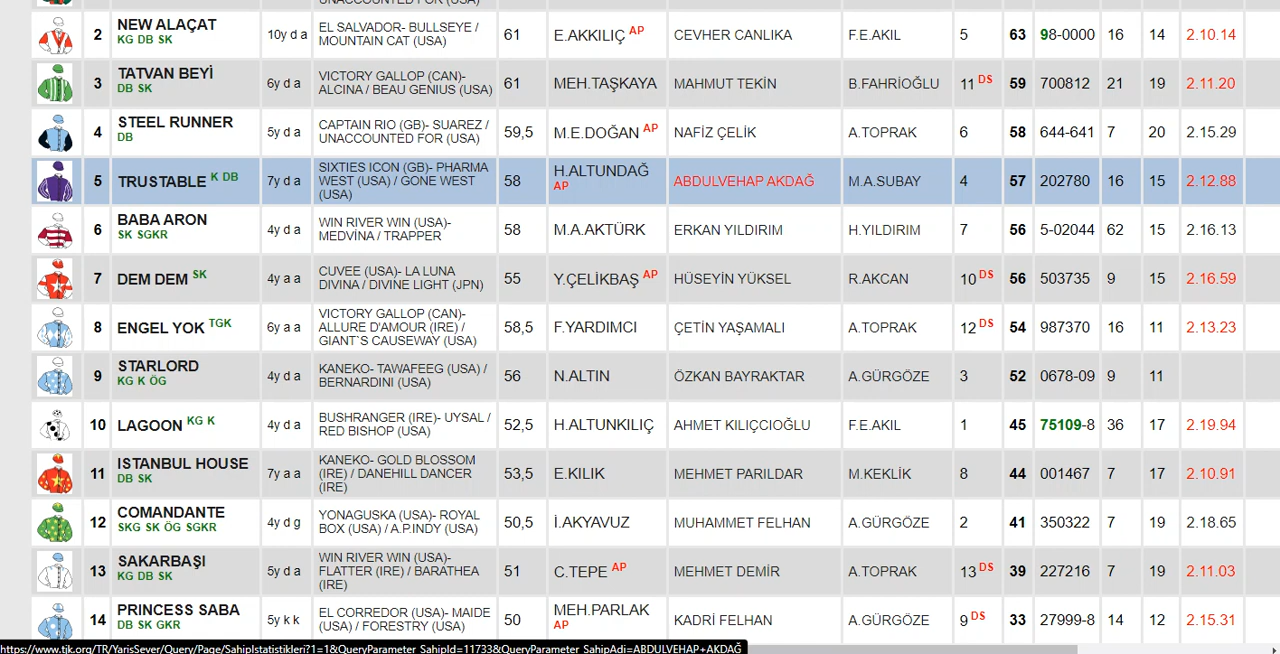 UNACCOUNTED FOR (USA)
2 NEW ALAÇAT KG DB SK 10y d a EL SALVADOR- BULLSEYE / MOUNTAIN CAT (USA) 61 E.AKKILIÇ AP CEVHER CANLIKA F.E.AKIL 5 63 98-0000 16 14 2.10.14
3 TATVAN BEYİ DB SK 6y d a VICTORY GALLOP (CAN)- ALCINA / BEAU GENIUS (USA) 61 MEH.TAŞKAYA MAHMUT TEKİN B.FAHRİOĞLU 11 DS 59 700812 21 19 2.11.20
4 STEEL RUNNER DB 5y d a CAPTAIN RIO (GB)- SUAREZ / UNACCOUNTED FOR (USA) 59,5 M.E.DOĞAN AP NAFİZ ÇELİK A.TOPRAK 6 58 644-641 7 20 2.15.29
5 TRUSTABLE K DB 7y d a SIXTIES ICON (GB)- PHARMA WEST (USA) / GONE WEST (USA) 58 H.ALTUNDAĞ AP ABDULVEHAP AKDAĞ M.A.SUBAY 4 57 202780 16 15 2.12.88
6 BABA ARON SK SGKR 4y d a WIN RIVER WIN (USA)- MEDVİNA / TRAPPER 58 M.A.AKTÜRK ERKAN YILDIRIM H.YILDIRIM 7 56 5-02044 62 15 2.16.13
7 DEM DEM SK 4y a a CUVEE (USA)- LA LUNA DIVINA / DIVINE LIGHT (JPN) 55 Y.ÇELİKBAŞ AP HÜSEYİN YÜKSEL R.AKCAN 10 DS 56 503735 9 15 2.16.59
8 ENGEL YOK TGK 6y a a VICTORY GALLOP (CAN)- ALLURE D'AMOUR (IRE) / GIANT`S CAUSEWAY (USA) 58,5 F.YARDIMCI ÇETİN YAŞAMALI A.TOPRAK 12 DS 54 987370 16 11 2.13.23
9 STARLORD KG K ÖG 4y d a KANEKO- TAWAFEEG (USA) / BERNARDINI (USA) 56 N.ALTIN ÖZKAN BAYRAKTAR A.GÜRGÖZE 3 52 0678-09 9 11
10 LAGOON KG K 4y d a BUSHRANGER (IRE)- UYSAL / RED BISHOP (USA) 52,5 H.ALTUNKILIÇ AHMET KILIÇCIOĞLU F.E.AKIL 1 45 75109-8 36 17 2.19.94
11 ISTANBUL HOUSE DB SK 7y a a KANEKO- GOLD BLOSSOM (IRE) / DANEHILL DANCER (IRE) 53,5 E.KILIK MEHMET PARILDAR M.KEKLİK 8 44 001467 7 17 2.10.91
12 COMANDANTE SKG SK ÖG SGKR 4y d g YONAGUSKA (USA)- ROYAL BOX (USA) / A.P.INDY (USA) 50,5 İ.AKYAVUZ MUHAMMET FELHAN A.GÜRGÖZE 2 41 350322 7 19 2.18.65
13 SAKARBAŞI KG DB SK 5y d a WIN RIVER WIN (USA)- FLATTER (IRE) / BARATHEA (IRE) 51 C.TEPE AP MEHMET DEMİR A.TOPRAK 13 DS 39 227216 7 19 2.11.03
14 PRINCESS SABA DB SK GKR 5y k k EL CORREDOR (USA)- MAIDE (USA) / FORESTRY (USA) 50 MEH.PARLAK AP KADRİ FELHAN A.GÜRGÖZE 9 DS 33 27999-8 14 12 2.15.31
https://www.tjk.org/TR/YarisSever/Query/Page/SahipIstatistikleri?1=1&QueryParameter_SahipId=11733&QueryParameter_SahipAdi=ABDULVEHAP+AKDAĞ